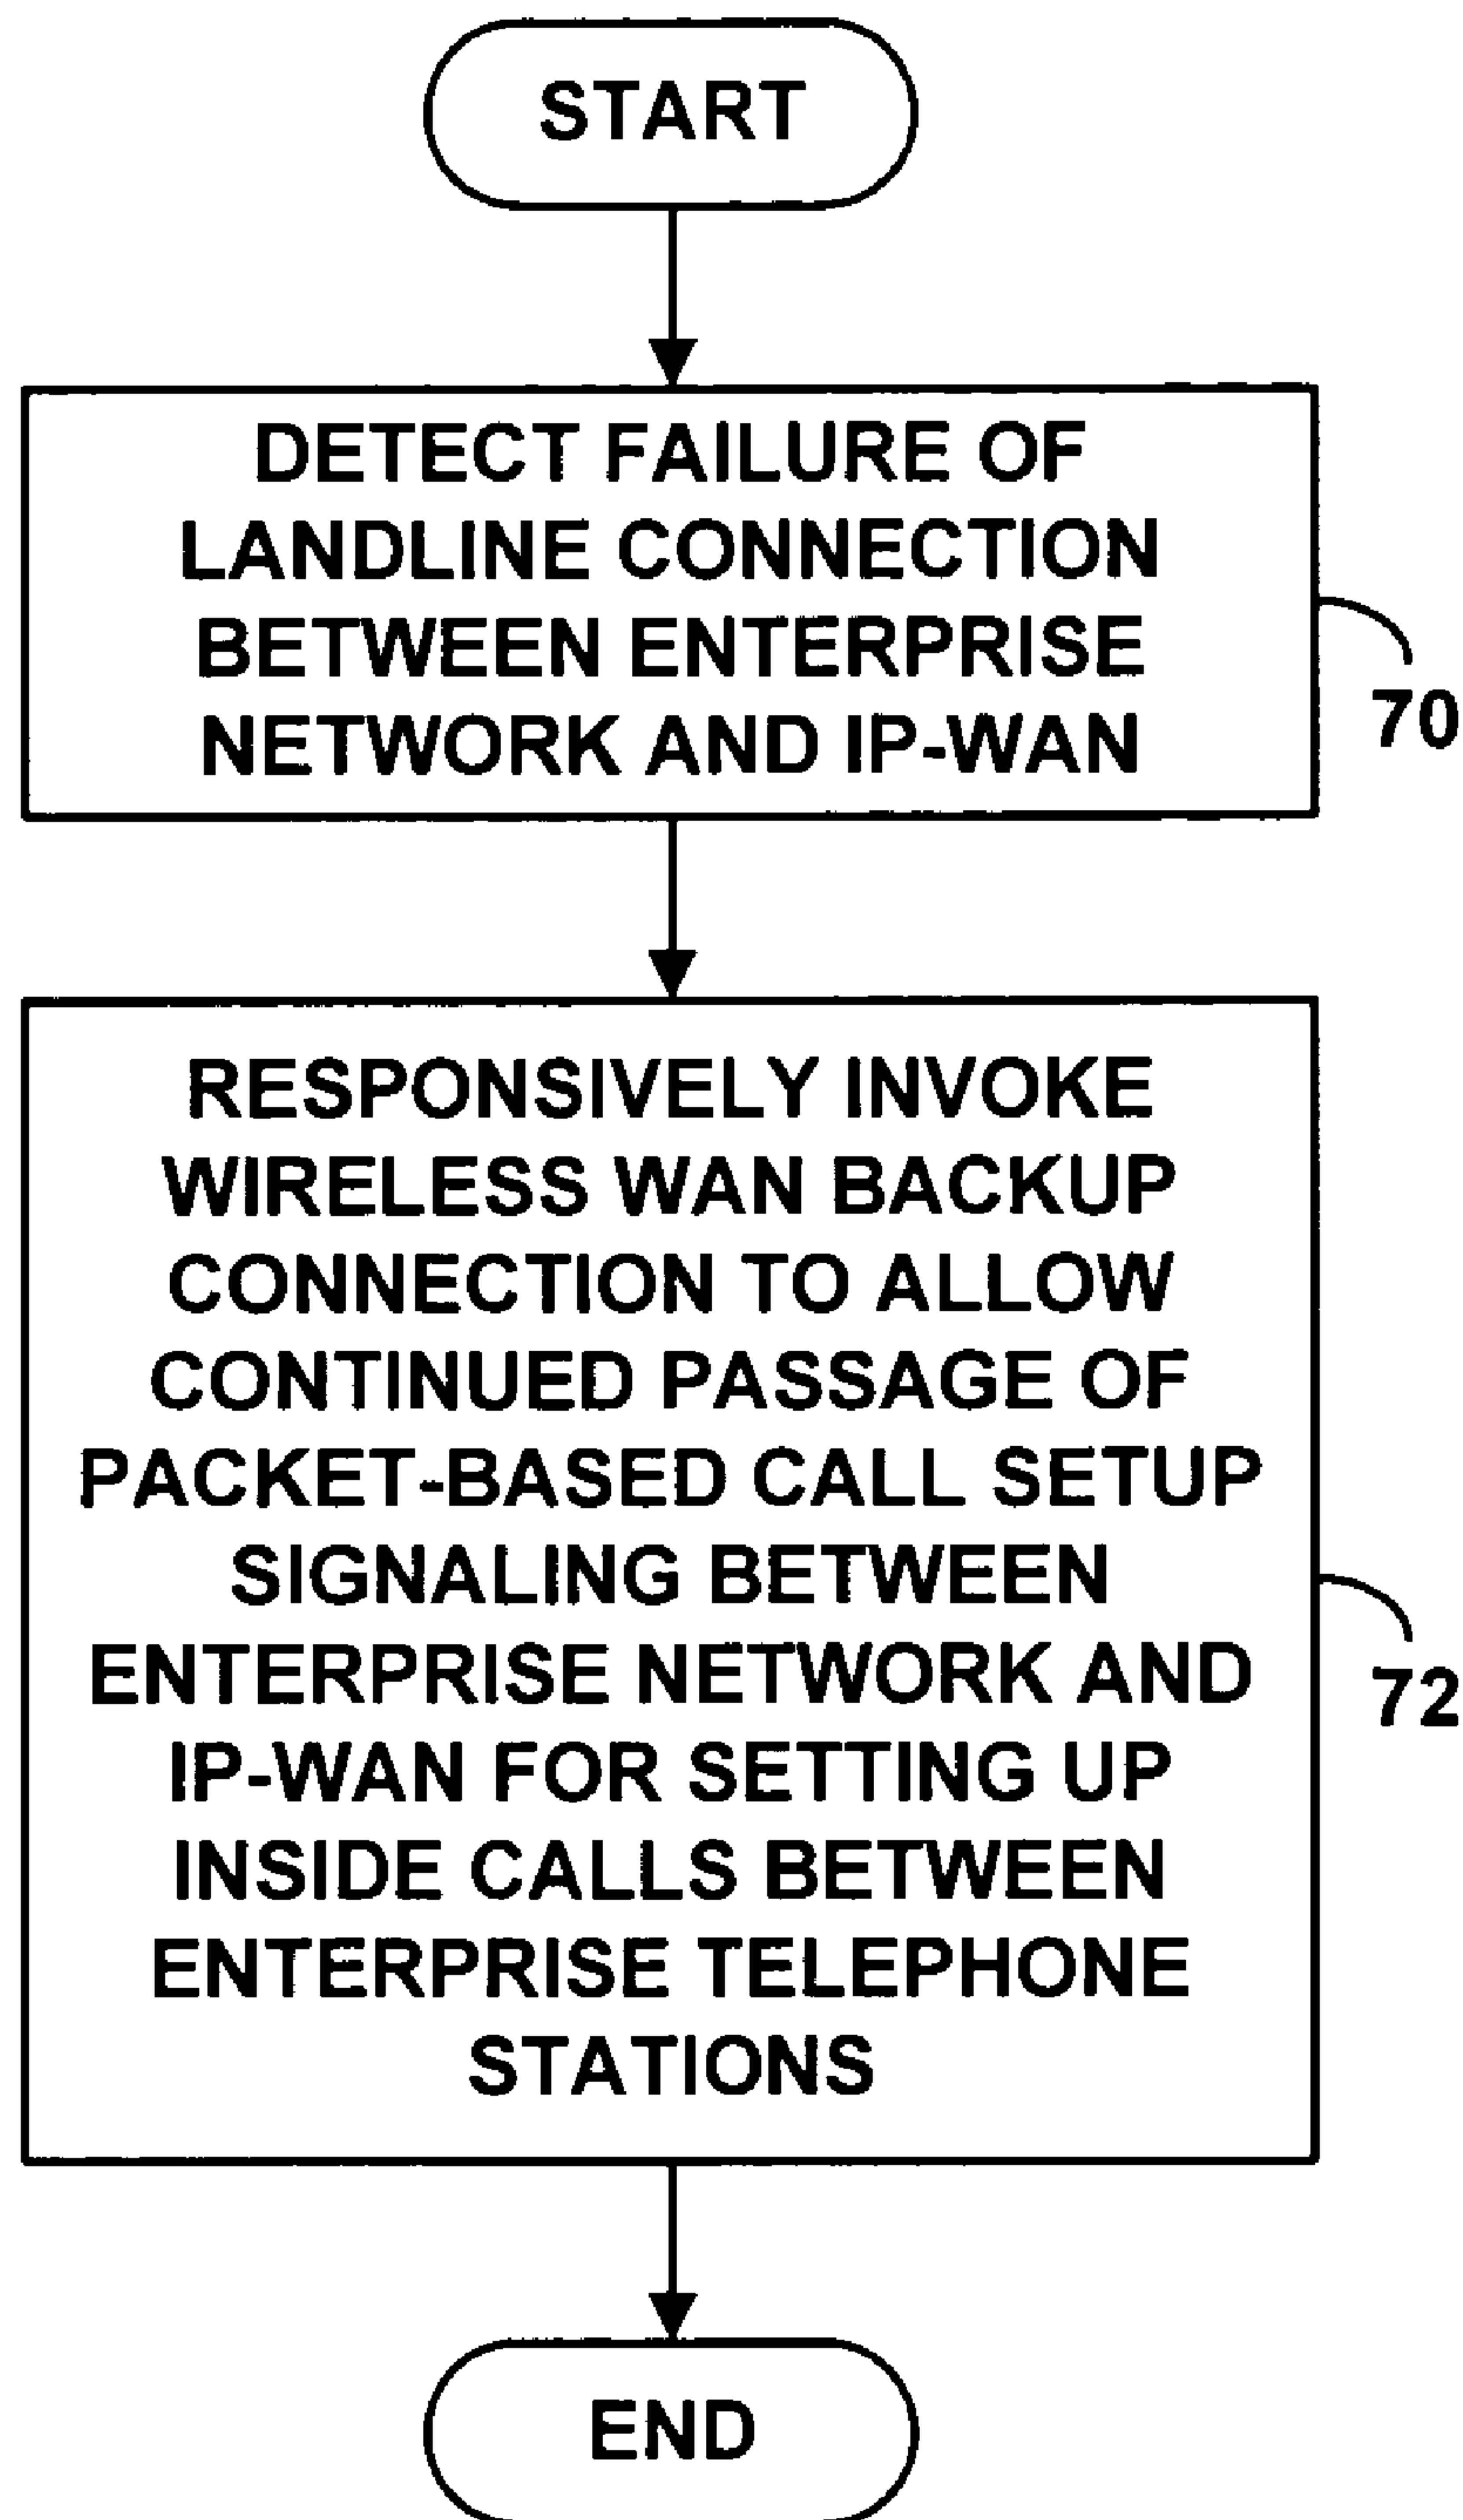 START
DETECT FAILURE OF
LANDLINE CONNECTION
BETWEEN ENTERPRISE
NETWORK AND IP-WAN
70
RESPONSIVELY INVOKE
WIRELESS WAN BACKUP
CONNECTION TO ALLOW
CONTINUED PASSAGE OF
PACKET-BASED CALL SETUP
SIGNALING BETWEEN
ENTERPRISE NETWORK AND
IP-WAN FOR SETTING UP
INSIDE CALLS BETWEEN
ENTERPRISE TELEPHONE
STATIONS
72
END